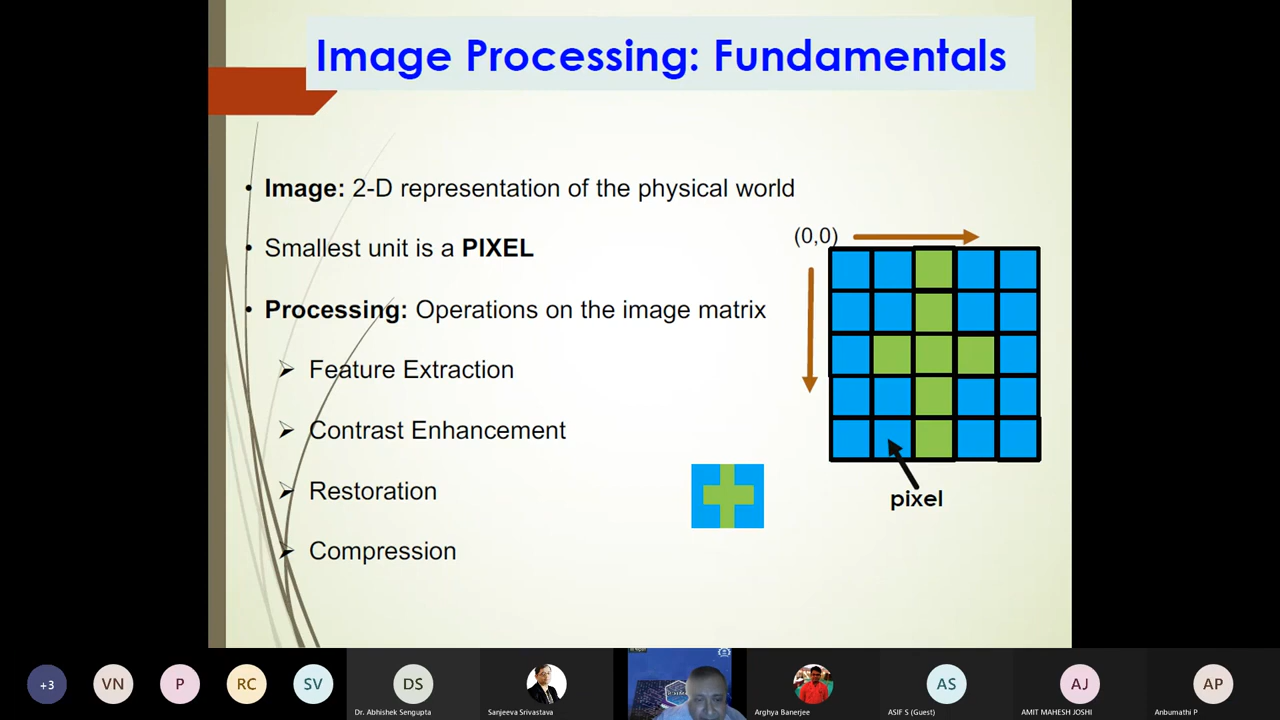 Image Processing: Fundamentals
• Image: 2-D representation of the physical world
(0,0)
• Smallest unit is a PIXEL
• Processing: Operations on the image matrix
➢ Feature Extraction
➢ Contrast Enhancement
➢ Restoration
pixel
➢ Compression
+3
VN
P
RC
SV
DS
AS
AJ
AP
Dr. Abhishek Sengupta
Sanjeeva Srivastava
Arghya Banerjee
ASIF S (Guest)
AMIT MAHESH JOSHI
Anbumathi P